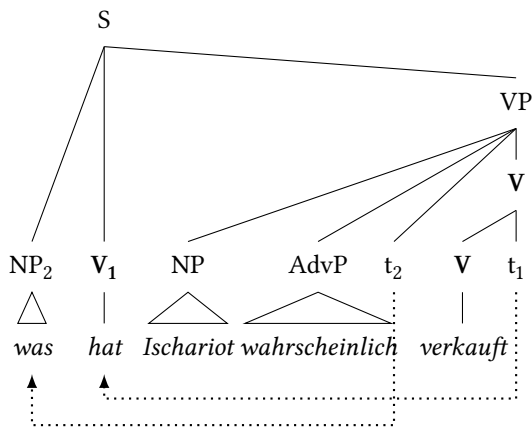 S
VP
V
NP₂ V₁ NP AdvP t₂ V t₁
was hat Ischariot wahrscheinlich verkauft